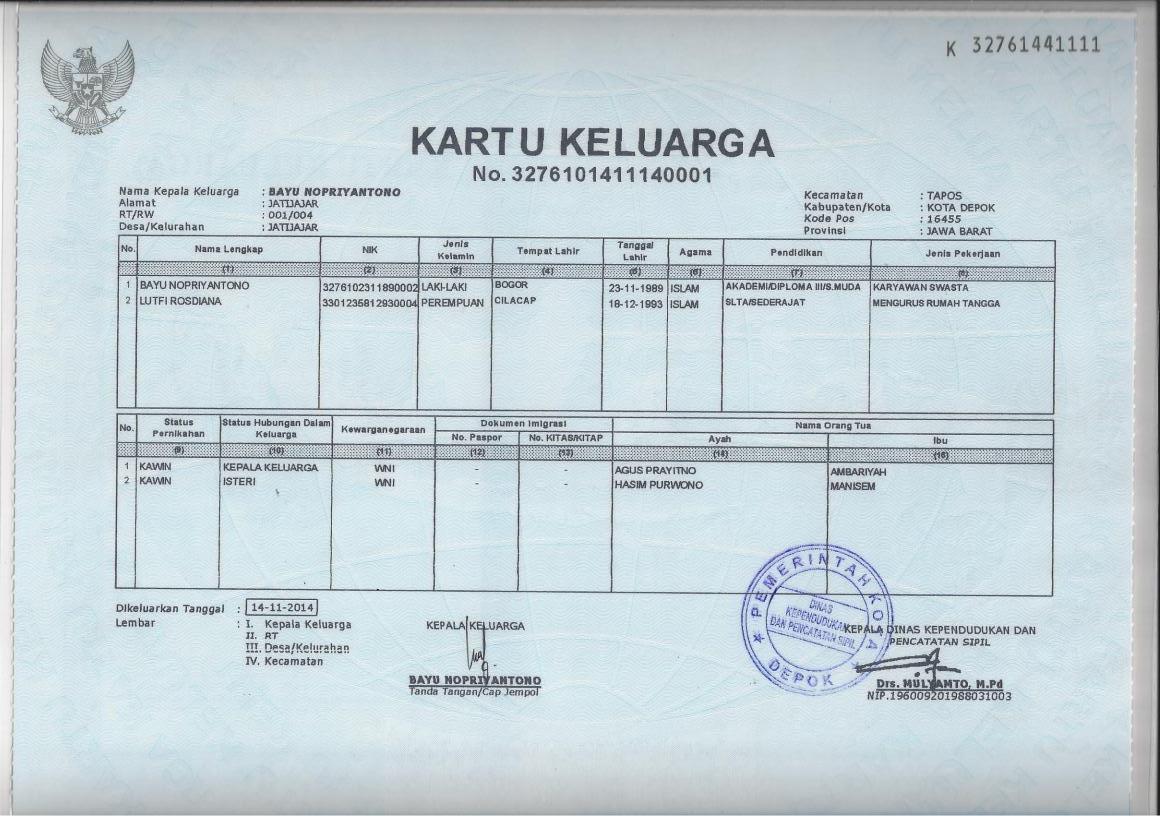 K 32761441111
KARTU KELUARGA
No. 3276101411140001
Nama Kepala Keluarga : BAYU NOPRIYANTONO
Alamat : JATIJAJAR
RT/RW : 001/004
Desa/Kelurahan : JATIJAJAR
Kecamatan : TAPOS
Kabupaten/Kota : KOTA DEPOK
Kode Pos : 16455
Provinsi : JAWA BARAT
No. Nama Lengkap NIK Jenis Kelamin Tempat Lahir Tanggal Lahir Agama Pendidikan Jenis Pekerjaan
(1) (2) (3) (4) (5) (6) (7) (8)
1 BAYU NOPRIYANTONO 3276102311890002 LAKI-LAKI BOGOR 23-11-1989 ISLAM AKADEMI/DIPLOMA III/S.MUDA KARYAWAN SWASTA
2 LUTFI ROSDIANA 3301235812930004 PEREMPUAN CILACAP 18-12-1993 ISLAM SLTA/SEDERAJAT MENGURUS RUMAH TANGGA
No. Status Pernikahan Status Hubungan Dalam Keluarga Kewarganegaraan Dokumen Imigrasi Nama Orang Tua
No. Paspor No. KITAS/KITAP Ayah Ibu
(9) (10) (11) (12) (13) (14) (15)
1 KAWIN KEPALA KELUARGA WNI - - AGUS PRAYITNO AMBARIYAH
2 KAWIN ISTERI WNI - - HASIM PURWONO MANISEM
Dikeluarkan Tanggal : 14-11-2014
Lembar : I. Kepala Keluarga
II. RT
III. Desa/Kelurahan
IV. Kecamatan
KEPALA KELUARGA
BAYU NOPRIYANTONO
Tanda Tangan/Cap Jempol
PEMERINTAH KOTA
DINAS
KEPENDUDUKAN
DAN PENCATATAN SIPIL
DEPOK
KEPALA DINAS KEPENDUDUKAN DAN
PENCATATAN SIPIL
Drs. MULYAMTO, M.Pd
NIP.196009201988031003